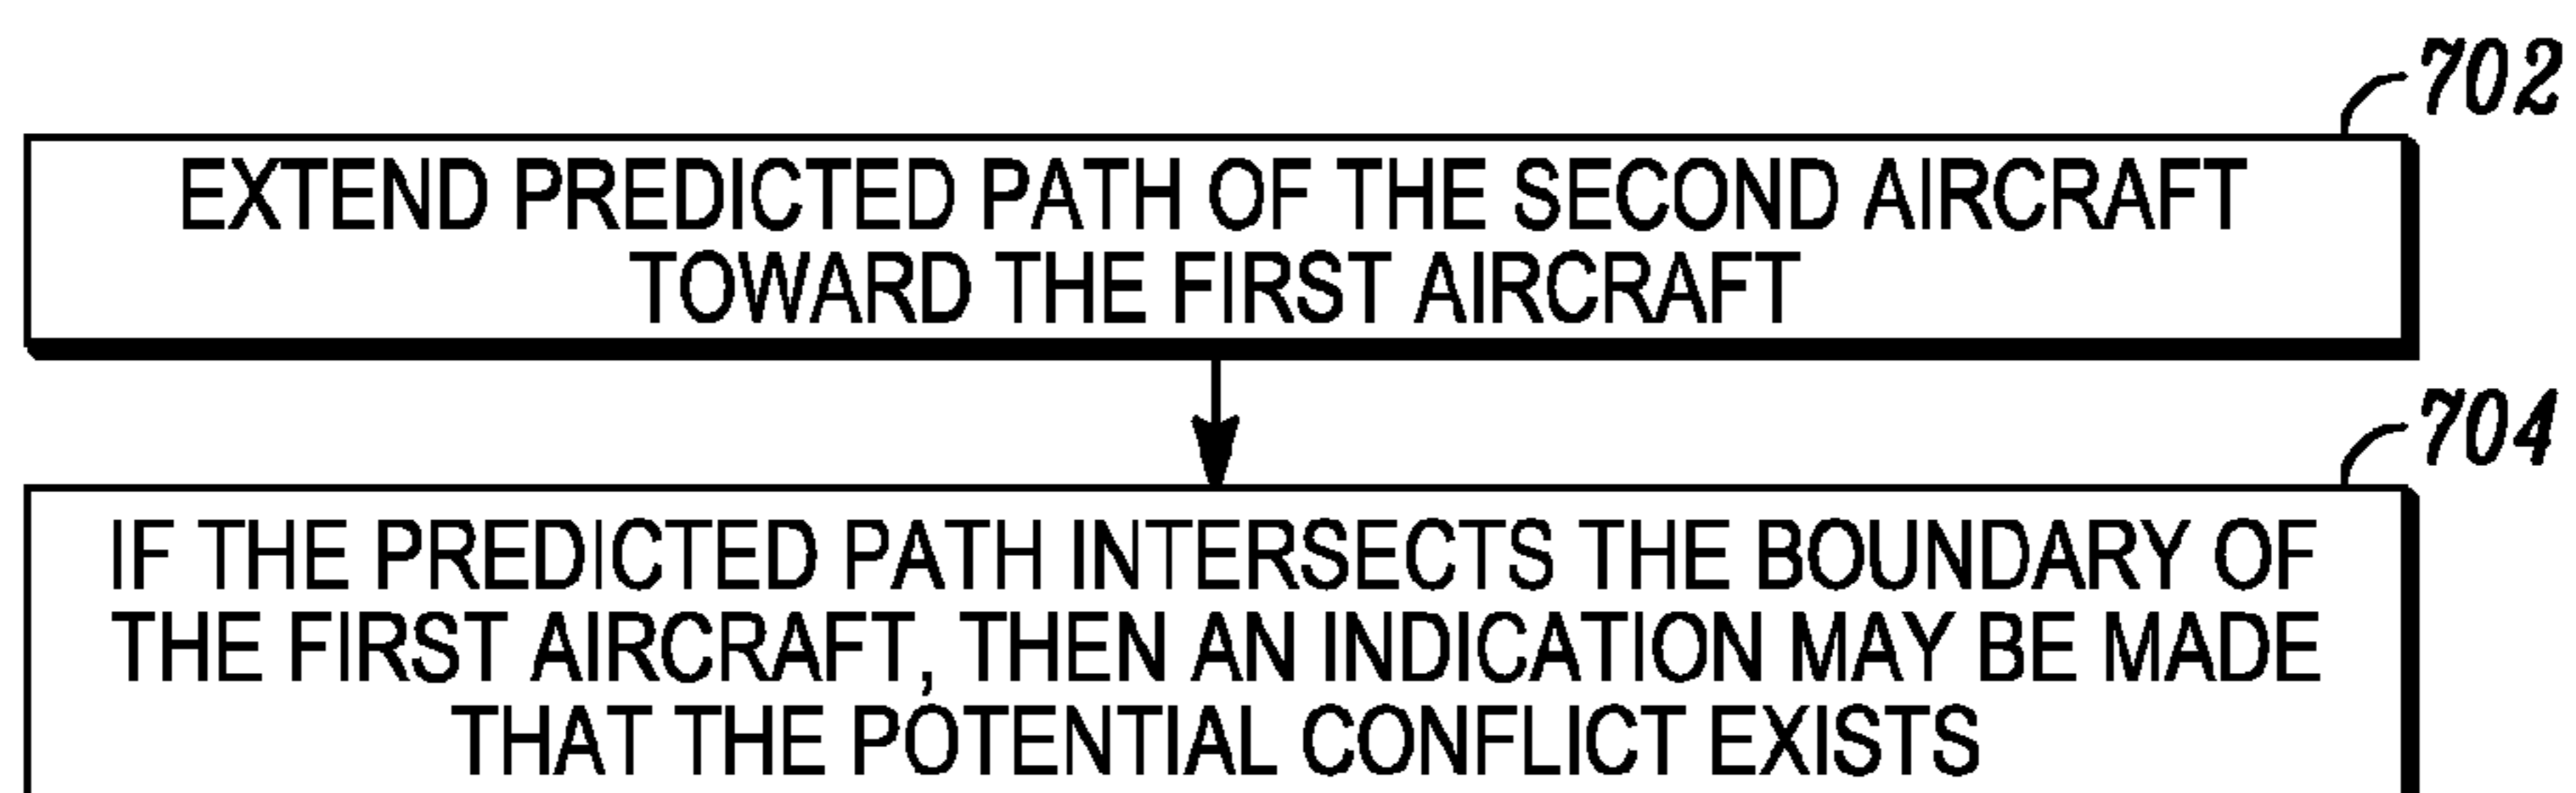 702
EXTEND PREDICTED PATH OF THE SECOND AIRCRAFT
TOWARD THE FIRST AIRCRAFT
704
IF THE PREDICTED PATH INTERSECTS THE BOUNDARY OF
THE FIRST AIRCRAFT, THEN AN INDICATION MAY BE MADE
THAT THE POTENTIAL CONFLICT EXISTS